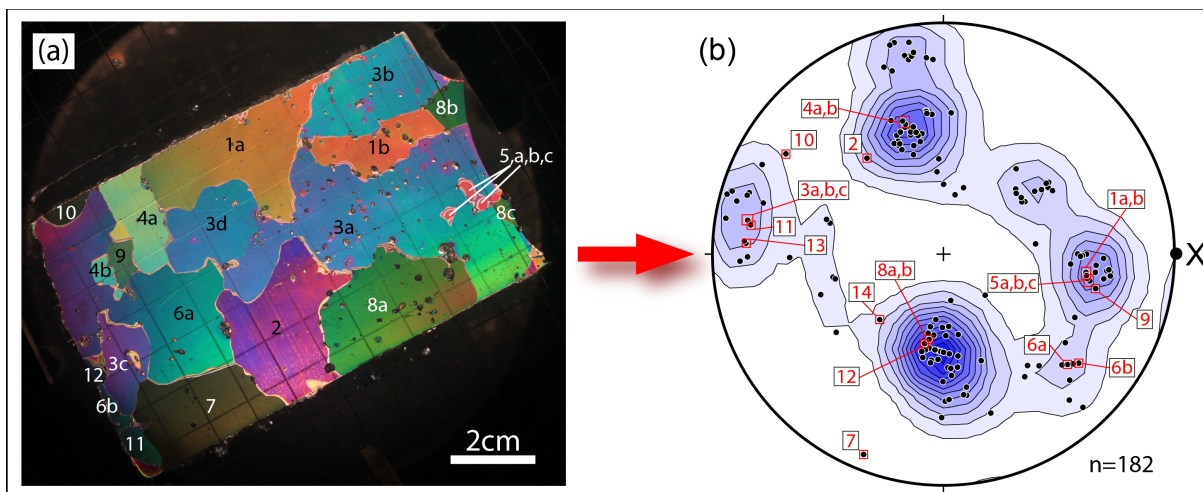 (a)
3b
8b
1a
1b
5,a,b,c
10
4a
3d
3a
8c
9
4b
6a
2
8a
3c
12
6b
7
11
2cm
(b)
4a,b
10
2
3a,b,c
11
13
1a,b
X
8a,b
5a,b,c
14
9
6a
6b
12
7
n=182